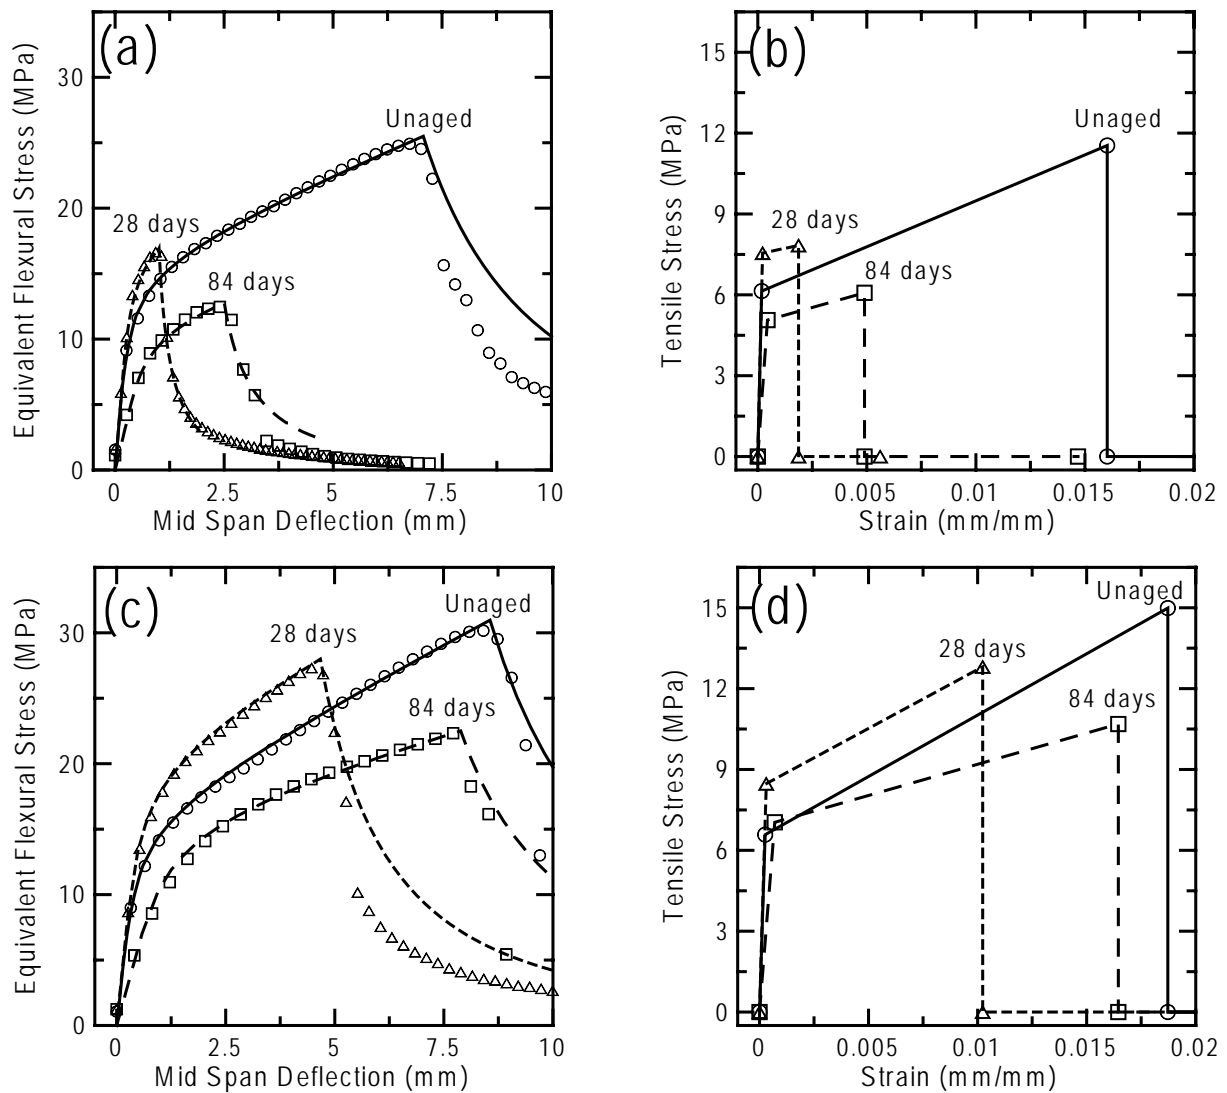 (a)
Equivalent Flexural Stress (MPa)
30
20
10
0
Unaged
28 days
84 days
0 2.5 5 7.5 10
Mid Span Deflection (mm)
(b)
Tensile Stress (MPa)
15
12
9
6
3
0
Unaged
28 days
84 days
0 0.005 0.01 0.015 0.02
Strain (mm/mm)
(c)
Equivalent Flexural Stress (MPa)
30
20
10
0
Unaged
28 days
84 days
0 2.5 5 7.5 10
Mid Span Deflection (mm)
(d)
Tensile Stress (MPa)
15
12
9
6
3
0
Unaged
28 days
84 days
0 0.005 0.01 0.015 0.02
Strain (mm/mm)